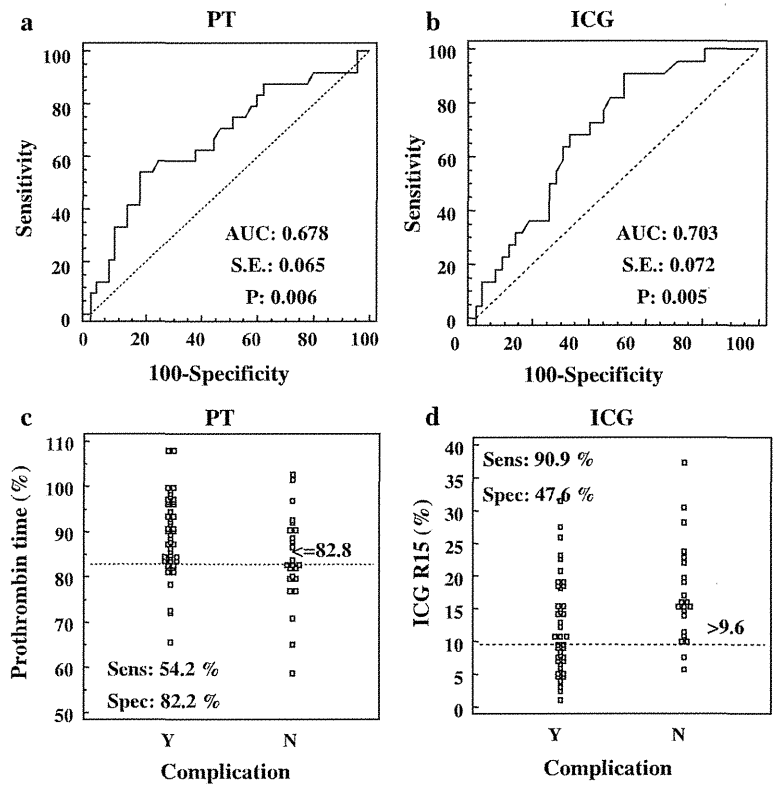 a
PT
Sensitivity
100
80
60
40
20
0
AUC: 0.678
S.E.: 0.065
P: 0.006
0 20 40 60 80 100
100-Specificity
b
ICG
Sensitivity
100
80
60
40
20
0
AUC: 0.703
S.E.: 0.072
P: 0.005
0 20 40 60 80 100
100-Specificity
c
PT
Prothrombin time (%)
110
100
90
80
70
60
50
<=82.8
Sens: 54.2 %
Spec: 82.2 %
Y N
Complication
d
ICG
ICG R15 (%)
40
35
30
25
20
15
10
5
0
Sens: 90.9 %
Spec: 47.6 %
>9.6
Y N
Complication